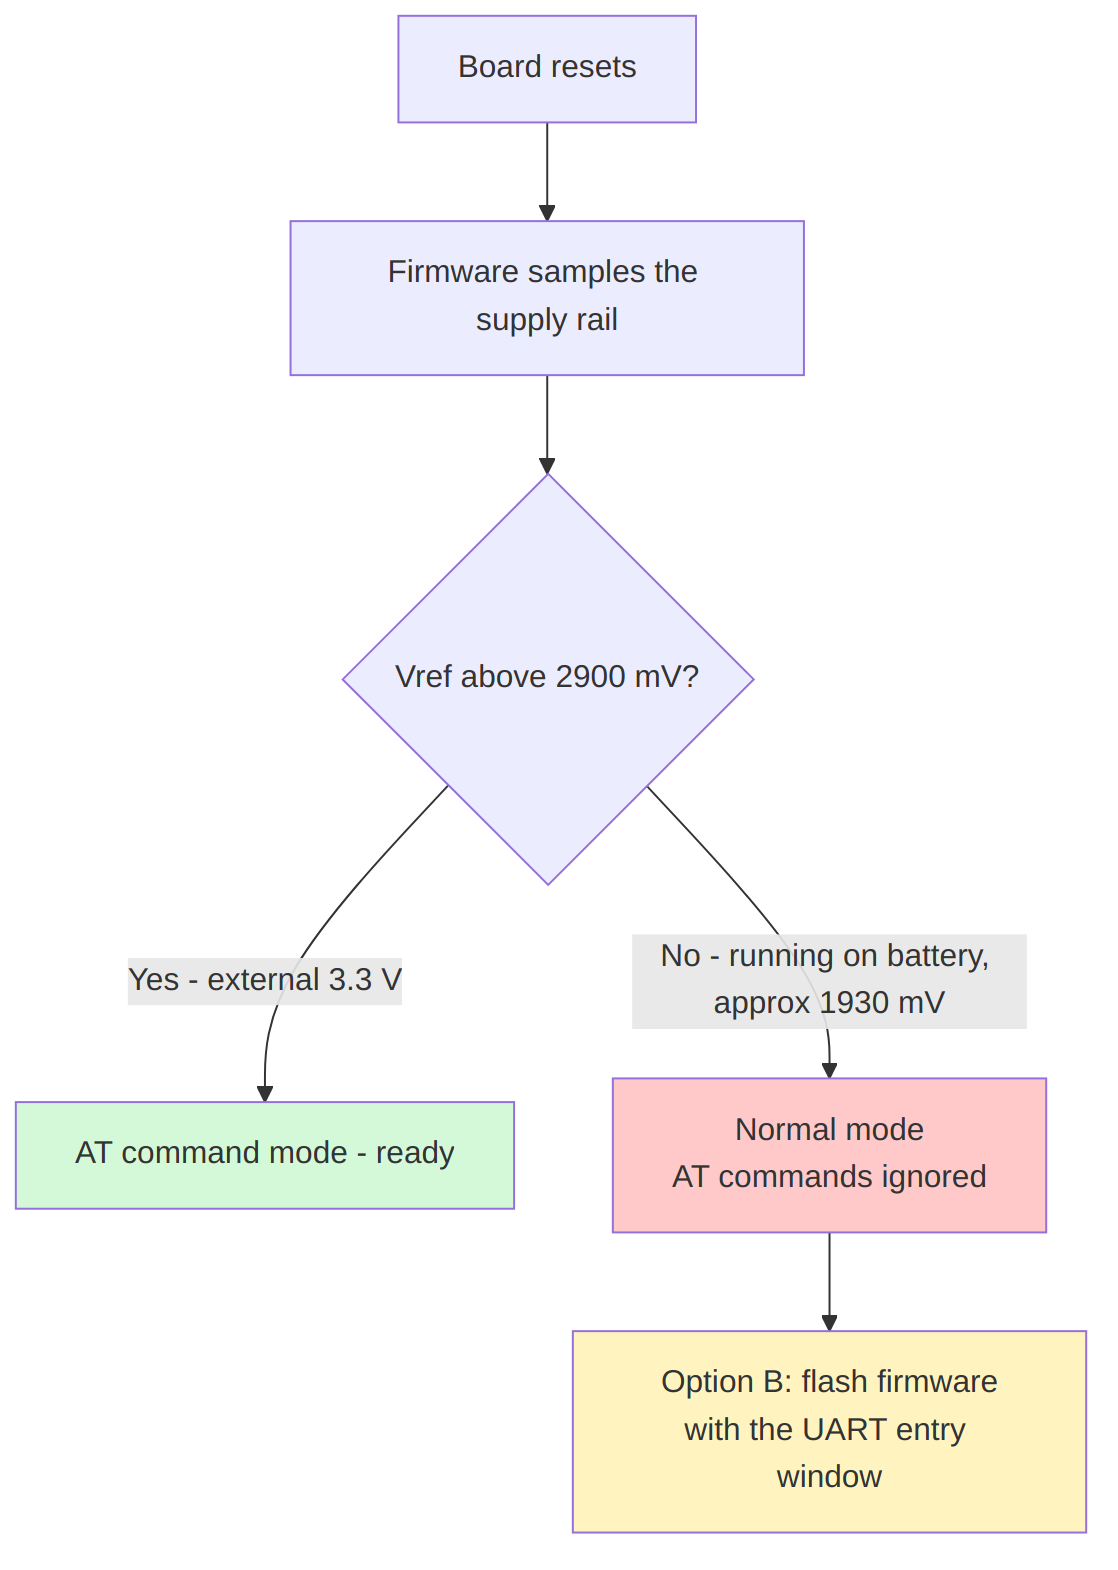 Board resets
Firmware samples the
supply rail
Vref above 2900 mV?
Yes - external 3.3 V
No - running on battery,
approx 1930 mV
AT command mode - ready
Normal mode
AT commands ignored
Option B: flash firmware
with the UART entry
window